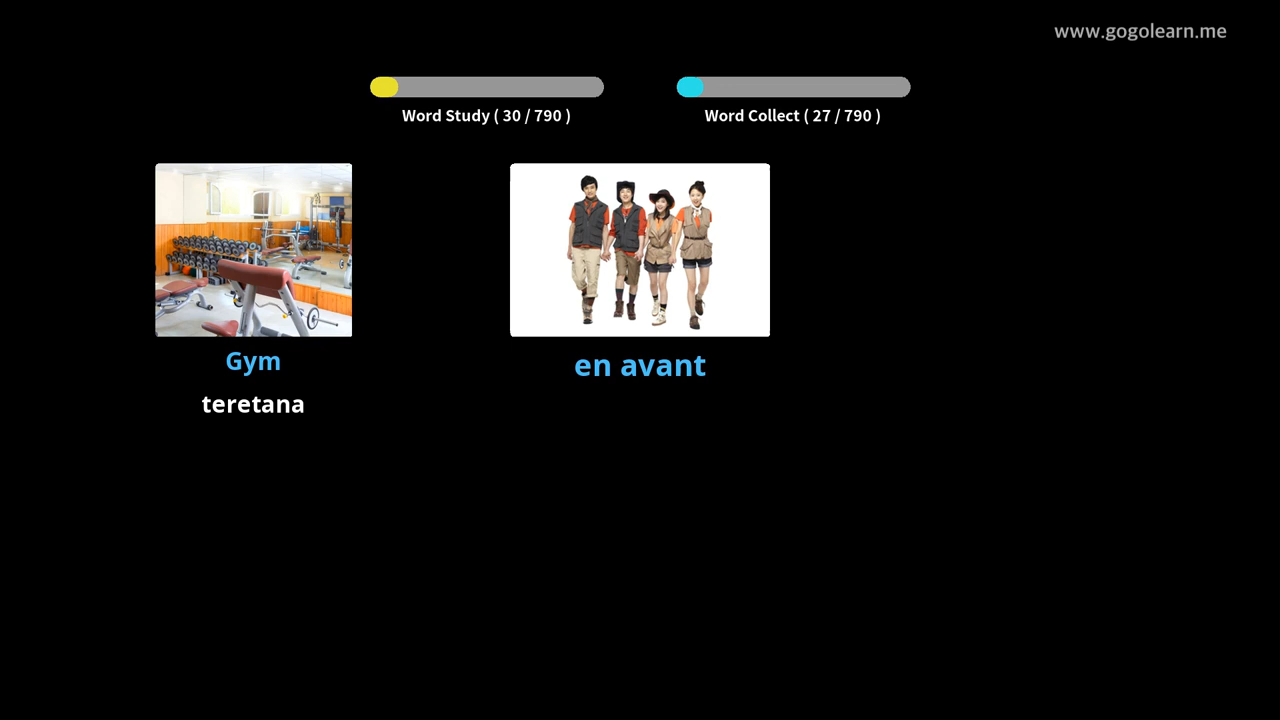 www.gogolearn.me
Word Study ( 30 / 790 )
Word Collect ( 27 / 790 )
Gym
teretana
en avant